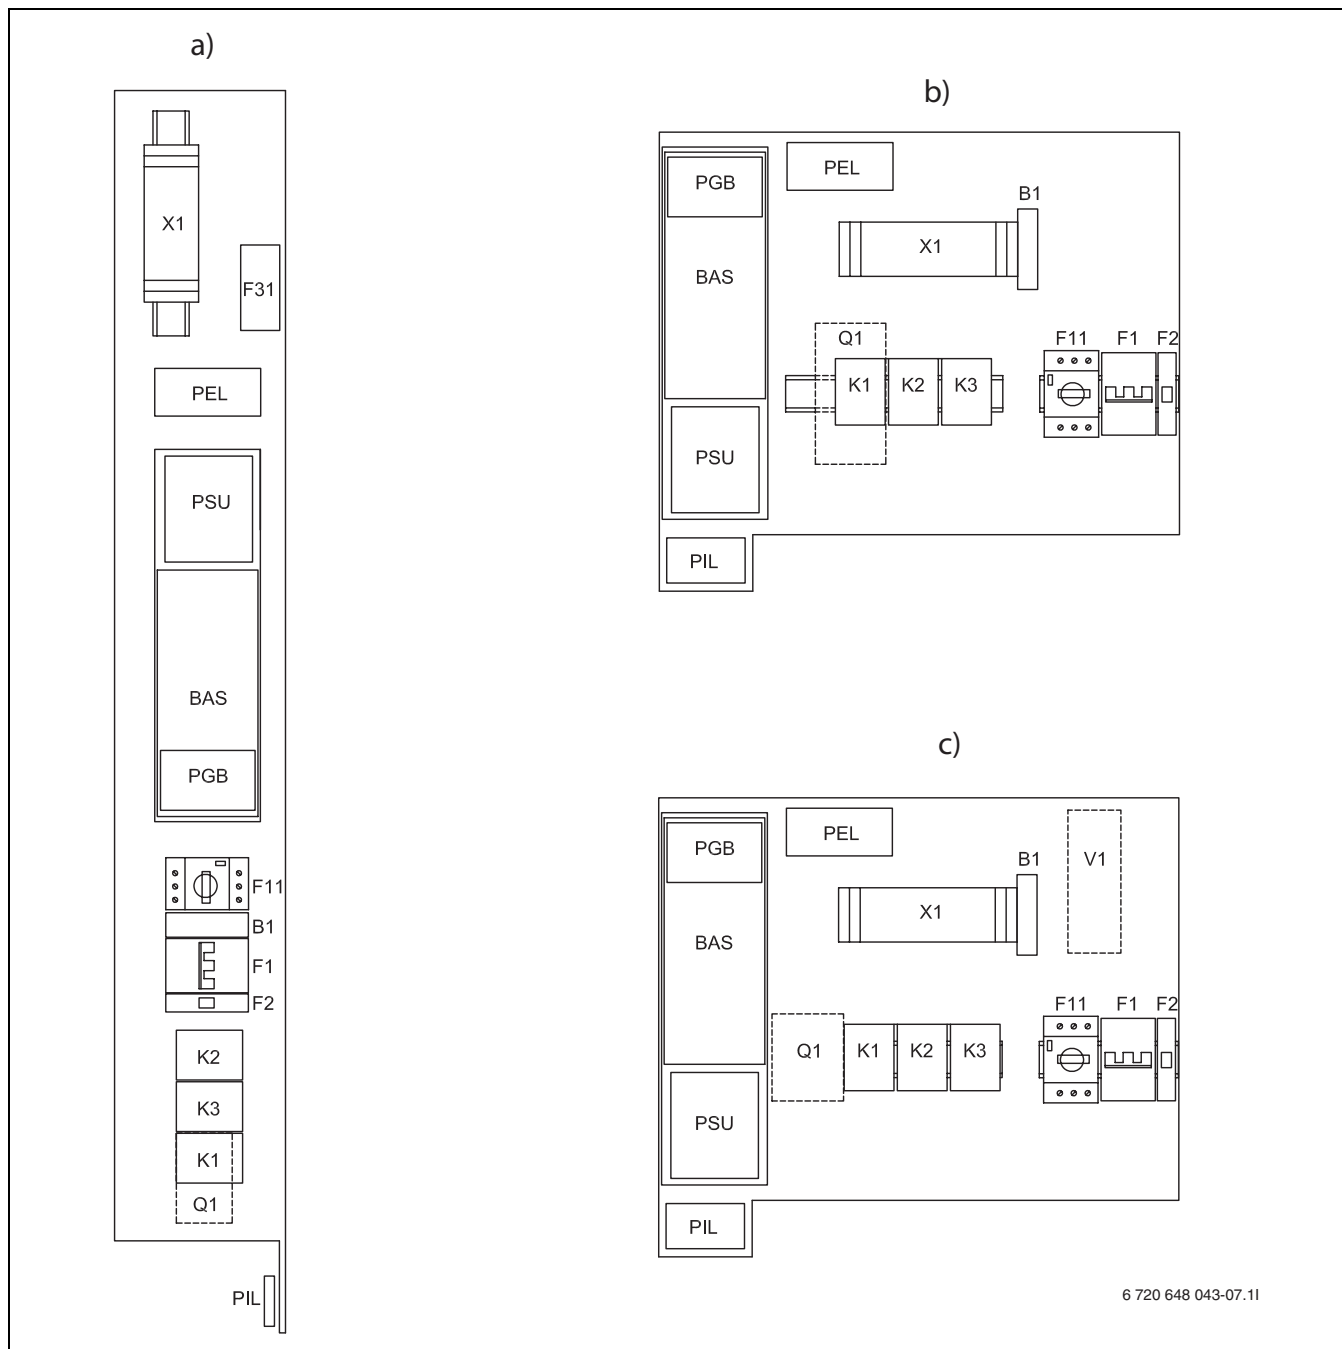 a)
X1
F31
PEL
PSU
BAS
PGB
F11
B1
F1
F2
K2
K3
K1
Q1
PIL
b)
PGB
PEL
B1
X1
BAS
Q1
F11 F1 F2
K1 K2 K3
PSU
PIL
c)
PGB
PEL
B1
V1
X1
BAS
F11 F1 F2
Q1 K1 K2 K3
PSU
PIL
6 720 648 043-07.1I